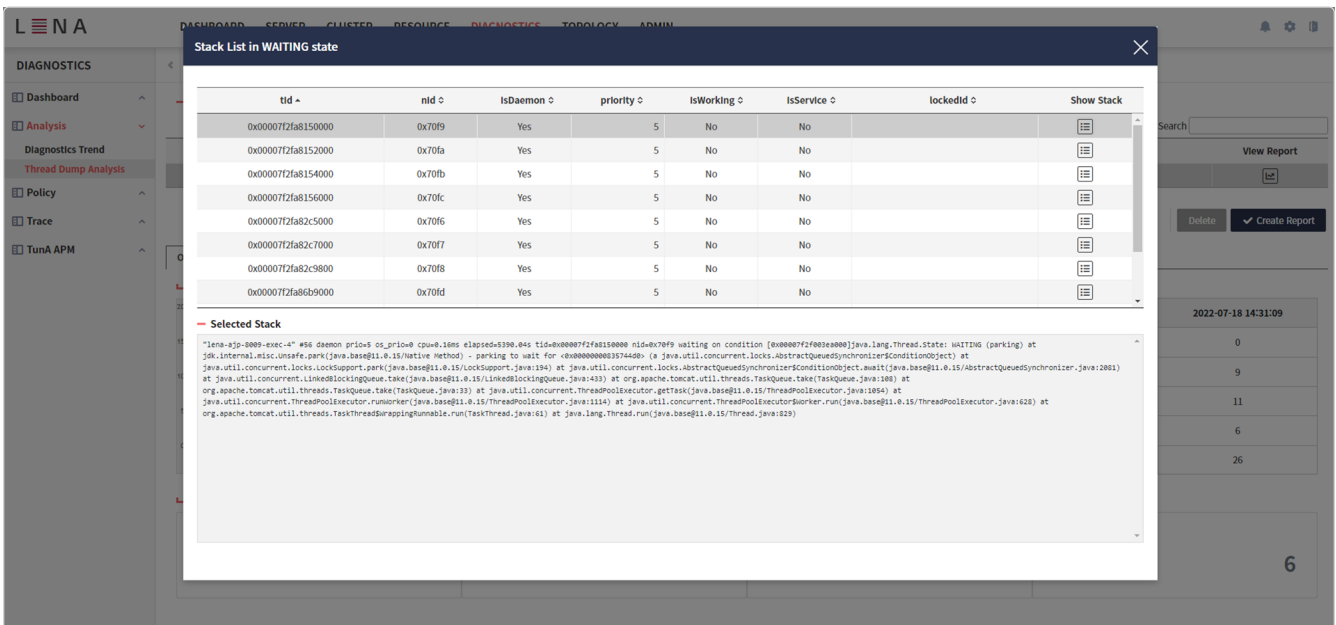 LENA
DASHBOARD SERVER CLUSTER RESOURCE DIAGNOSTICS TOPOLOGY ADMIN
DIAGNOSTICS
Dashboard
Analysis
Diagnostics Trend
Thread Dump Analysis
Policy
Trace
TunA APM
Stack List in WAITING state
tid nid isDaemon priority isWorking isService lockedId Show Stack
0x00007f2fa8150000 0x70f9 Yes 5 No No
0x00007f2fa8152000 0x70fa Yes 5 No No
0x00007f2fa8154000 0x70fb Yes 5 No No
0x00007f2fa8156000 0x70fc Yes 5 No No
0x00007f2fa82c5000 0x70f6 Yes 5 No No
0x00007f2fa82c7000 0x70f7 Yes 5 No No
0x00007f2fa82c9800 0x70f8 Yes 5 No No
0x00007f2fa86b9000 0x70fd Yes 5 No No
Selected Stack
"lena-ajp-8009-exec-4" #56 daemon prio=5 os_prio=0 cpu=0.16ms elapsed=5390.04s tid=0x00007f2fa8150000 nid=0x70f9 waiting on condition [0x00007f2f003ea000]java.lang.Thread.State: WAITING (parking) at
jdk.internal.misc.Unsafe.park(java.base@11.0.15/Native Method) - parking to wait for <0x00000000835744d0> (a java.util.concurrent.locks.AbstractQueuedSynchronizer$ConditionObject) at
java.util.concurrent.locks.LockSupport.park(java.base@11.0.15/LockSupport.java:194) at java.util.concurrent.locks.AbstractQueuedSynchronizer$ConditionObject.await(java.base@11.0.15/AbstractQueuedSynchronizer.java:2081)
at java.util.concurrent.LinkedBlockingQueue.take(java.base@11.0.15/LinkedBlockingQueue.java:433) at org.apache.tomcat.util.threads.TaskQueue.take(TaskQueue.java:108) at
org.apache.tomcat.util.threads.TaskQueue.take(TaskQueue.java:33) at java.util.concurrent.ThreadPoolExecutor.getTask(java.base@11.0.15/ThreadPoolExecutor.java:1054) at
java.util.concurrent.ThreadPoolExecutor.runWorker(java.base@11.0.15/ThreadPoolExecutor.java:1114) at java.util.concurrent.ThreadPoolExecutor$Worker.run(java.base@11.0.15/ThreadPoolExecutor.java:628) at
org.apache.tomcat.util.threads.TaskThread$WrappingRunnable.run(TaskThread.java:61) at java.lang.Thread.run(java.base@11.0.15/Thread.java:829)
Search
View Report
Delete Create Report
2022-07-18 14:31:09
0
9
11
6
26
6